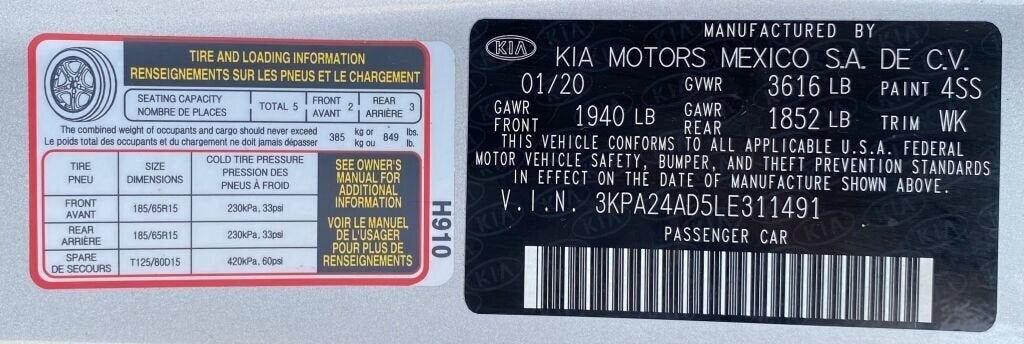 TIRE AND LOADING INFORMATION
RENSEIGNEMENTS SUR LES PNEUS ET LE CHARGEMENT
SEATING CAPACITY
NOMBRE DE PLACES
TOTAL 5
FRONT
AVANT 2
REAR
ARRIÈRE 3
The combined weight of occupants and cargo should never exceed 385 kg or 849 lbs.
Le poids total des occupants et du chargement ne doit jamais dépasser kg ou lb.
TIRE
PNEU
SIZE
DIMENSIONS
COLD TIRE PRESSURE
PRESSION DES
PNEUS À FROID
SEE OWNER'S
MANUAL FOR
ADDITIONAL
INFORMATION
VOIR LE MANUEL
DE L'USAGER
POUR PLUS DE
RENSEIGNEMENTS
FRONT
AVANT
185/65R15
230kPa, 33psi
REAR
ARRIÈRE
185/65R15
230kPa, 33psi
SPARE
DE SECOURS
T125/80D15
420kPa, 60psi
H910
MANUFACTURED BY
KIA KIA MOTORS MEXICO S.A. DE C.V.
01/20 GVWR 3616 LB PAINT 4SS
GAWR
FRONT 1940 LB
GAWR
REAR 1852 LB
TRIM WK
THIS VEHICLE CONFORMS TO ALL APPLICABLE U.S.A. FEDERAL
MOTOR VEHICLE SAFETY, BUMPER, AND THEFT PREVENTION STANDARDS
IN EFFECT ON THE DATE OF MANUFACTURE SHOWN ABOVE.
V.I.N. 3KPA24AD5LE311491
PASSENGER CAR